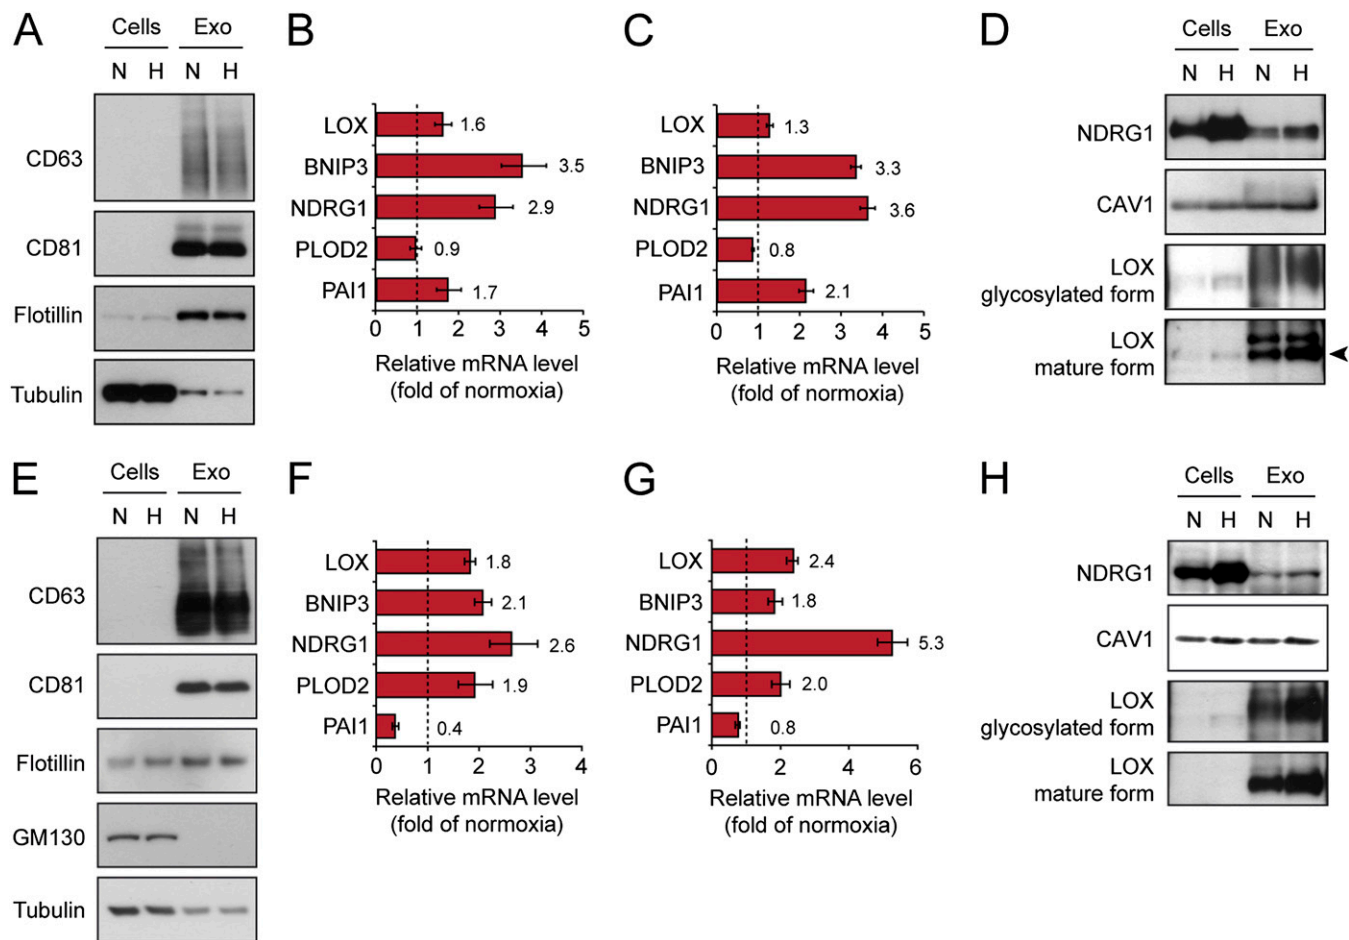 A
Cells Exo
N H N H
CD63
CD81
Flotillin
Tubulin
B
LOX 1.6
BNIP3 3.5
NDRG1 2.9
PLOD2 0.9
PAI1 1.7
0 1 2 3 4 5
Relative mRNA level
(fold of normoxia)
C
LOX 1.3
BNIP3 3.3
NDRG1 3.6
PLOD2 0.8
PAI1 2.1
0 1 2 3 4 5
Relative mRNA level
(fold of normoxia)
D
Cells Exo
N H N H
NDRG1
CAV1
LOX
glycosylated form
LOX
mature form
E
Cells Exo
N H N H
CD63
CD81
Flotillin
GM130
Tubulin
F
LOX 1.8
BNIP3 2.1
NDRG1 2.6
PLOD2 1.9
PAI1 0.4
0 1 2 3 4
Relative mRNA level
(fold of normoxia)
G
LOX 2.4
BNIP3 1.8
NDRG1 5.3
PLOD2 2.0
PAI1 0.8
0 2 4 6
Relative mRNA level
(fold of normoxia)
H
Cells Exo
N H N H
NDRG1
CAV1
LOX
glycosylated form
LOX
mature form